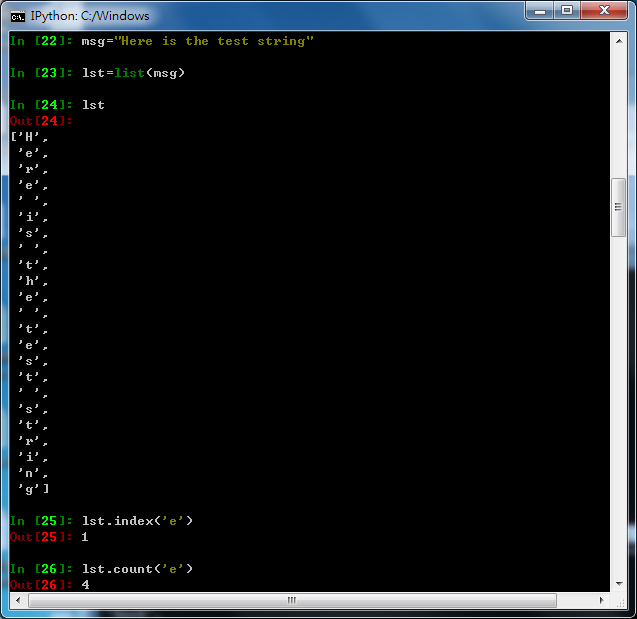 IPython: C:/Windows
In [22]: msg="Here is the test string"
In [23]: lst=list(msg)
In [24]: lst
Out[24]:
['H',
'e',
'r',
'e',
' ',
'i',
's',
' ',
't',
'h',
'e',
' ',
't',
'e',
's',
't',
' ',
's',
't',
'r',
'i',
'n',
'g']
In [25]: lst.index('e')
Out[25]: 1
In [26]: lst.count('e')
Out[26]: 4